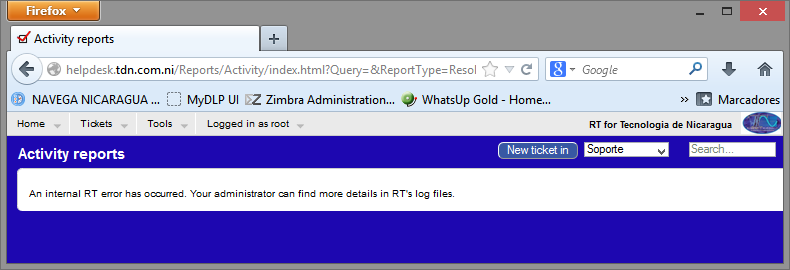 Firefox
Activity reports
helpdesk.tdn.com.ni/Reports/Activity/index.html?Query=&ReportType=Resol
Google
NAVEGA NICARAGUA ...
MyDLP UI
Zimbra Administration...
WhatsUp Gold - Home...
»
Marcadores
Home
Tickets
Tools
Logged in as root
RT for Tecnologia de Nicaragua
Activity reports
New ticket in
Soporte
Search...
An internal RT error has occurred. Your administrator can find more details in RT's log files.